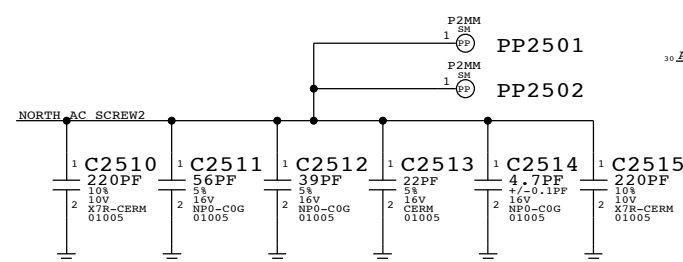 P2MM
SM
1 PP PP2501
P2MM
SM
1 PP PP2502
30
NORTH_AC_SCREW2
1 C2510
220PF
10%
10V
2 X7R-CERM
01005
1 C2511
56PF
5%
16V
2 NP0-C0G
01005
1 C2512
39PF
5%
16V
2 NP0-C0G
01005
1 C2513
22PF
5%
16V
2 CERM
01005
1 C2514
4.7PF
+/-0.1PF
16V
2 NP0-C0G
01005
1 C2515
220PF
10%
10V
2 X7R-CERM
01005